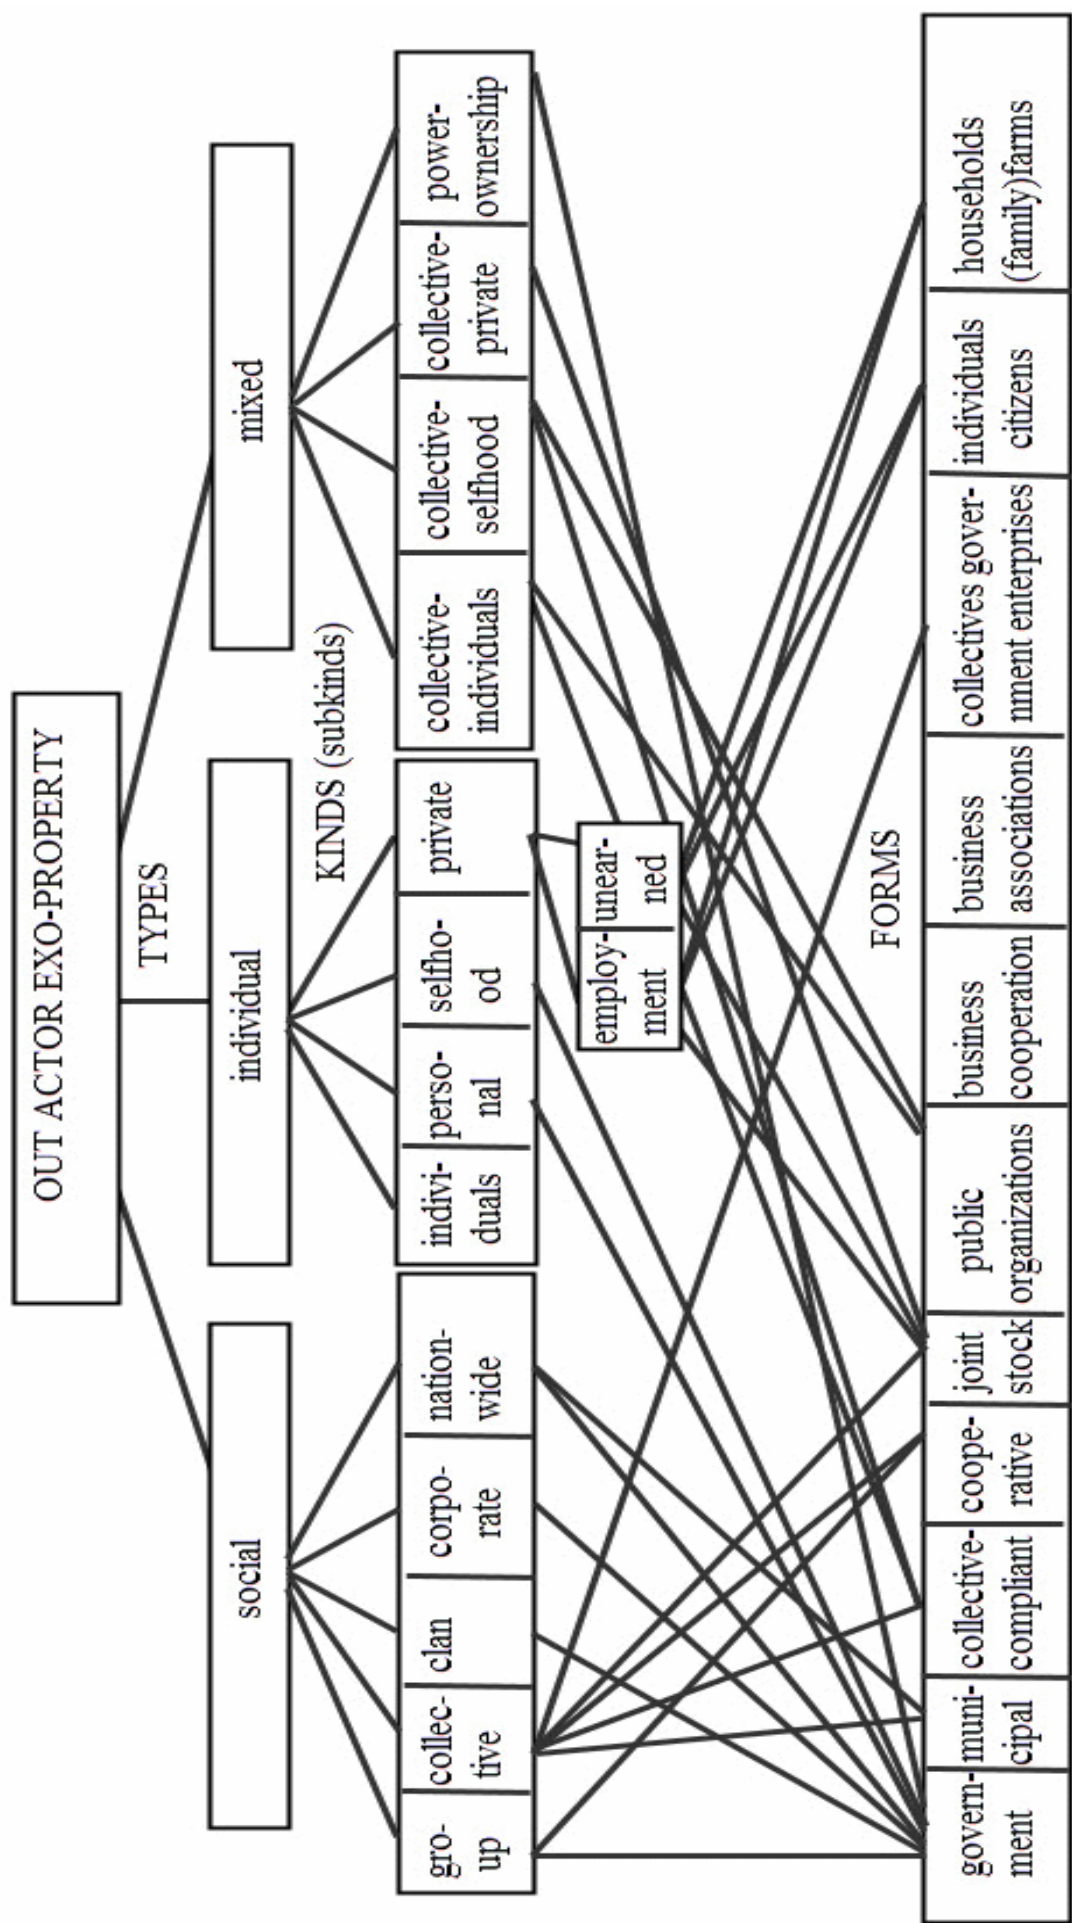 OUT ACTOR EXO-PROPERTY
TYPES
social
individual
mixed
KINDS (subkinds)
gro-
up
collec-
tive
clan
corpo-
rate
nation-
wide
indivi-
duals
perso-
nal
selfho-
od
private
collective-
individuals
collective-
selfhood
collective-
private
power-
ownership
employ-
ment
unear-
ned
FORMS
govern-
ment
muni-
cipal
collective-
compliant
coope-
rative
joint
stock
public
organizations
business
cooperation
business
associations
collectives gover-
nment enterprises
individuals
citizens
households
(family)farms